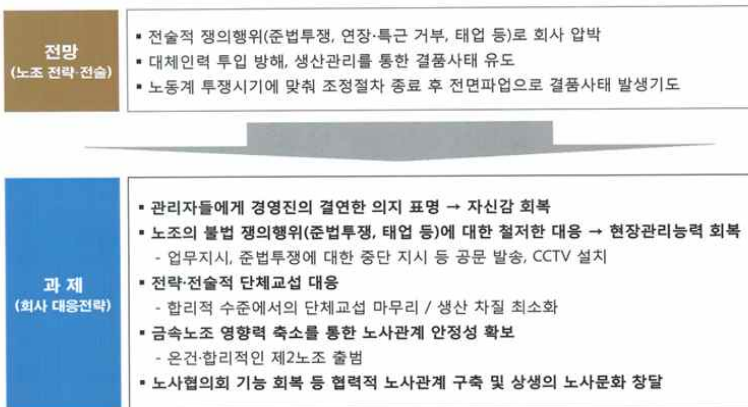 전망
(노조 전략·전술)
▪ 전술적 쟁의행위(준법투쟁, 연장·특근 거부, 태업 등)로 회사 압박
▪ 대체인력 투입 방해, 생산관리를 통한 결품사태 유도
▪ 노동계 투쟁시기에 맞춰 조정절차 종료 후 전면파업으로 결품사태 발생기도
과 제
(회사 대응전략)
▪ 관리자들에게 경영진의 결연한 의지 표명 → 자신감 회복
▪ 노조의 불법 쟁의행위(준법투쟁, 태업 등)에 대한 철저한 대응 → 현장관리능력 회복
- 업무지시, 준법투쟁에 대한 중단 지시 등 공문 발송, CCTV 설치
▪ 전략·전술적 단체교섭 대응
- 합리적 수준에서의 단체교섭 마무리 / 생산 차질 최소화
▪ 금속노조 영향력 축소를 통한 노사관계 안정성 확보
- 온건·합리적인 제2노조 출범
▪ 노사협의회 기능 회복 등 협력적 노사관계 구축 및 상생의 노사문화 창달